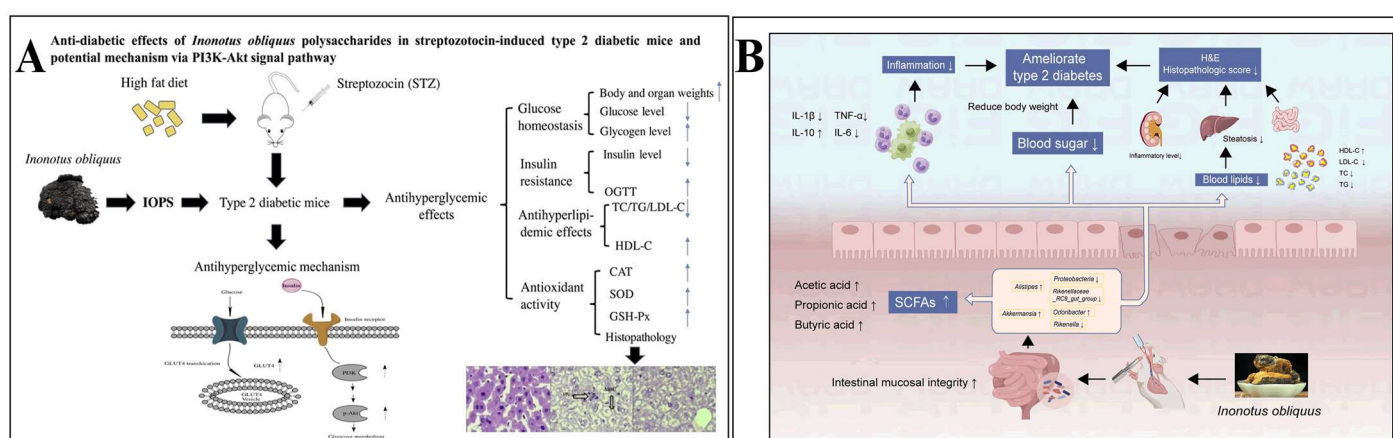 A
Anti-diabetic effects of Inonotus obliquus polysaccharides in streptozotocin-induced type 2 diabetic mice and
potential mechanism via PI3K-Akt signal pathway
High fat diet
Streptozocin (STZ)
Inonotus obliquus
IOPS
Type 2 diabetic mice
Antihyperglycemic
effects
Glucose
homeostasis
Body and organ weights ↑
Glucose level ↓
Glycogen level ↑
Insulin
resistance
Insulin level ↓
OGTT ↑
Antihyperlipi-
demic effects
TC/TG/LDL-C ↓
HDL-C ↑
Antioxidant
activity
CAT ↑
SOD ↑
GSH-Px ↑
Histopathology
Antihyperglycemic mechanism
Glucose
Insulin
Insulin receptor
GLUT4 translocation
GLUT4 ↑
GLUT4
Vesicle
PI3K ↑
p-Akt ↑
Glucose metabolism
B
Inflammation ↓
Ameliorate
type 2 diabetes
H&E
Histopathologic score ↓
Reduce body weight
IL-1β ↓ TNF-α↓
IL-10 ↑ IL-6 ↓
Blood sugar ↓
Inflammatory level↓
Steatosis ↓
Blood lipids ↓
HDL-C ↑
LDL-C ↓
TC ↓
TG ↓
Acetic acid ↑
Propionic acid ↑
Butyric acid ↑
SCFAs ↑
Alistipes ↑
Akkermansia ↑
Proteobacteria ↓
Rikenellaceae
_RC9_gut_group ↓
Odoribacter ↑
Rikenella ↓
Intestinal mucosal integrity ↑
Inonotus obliquus